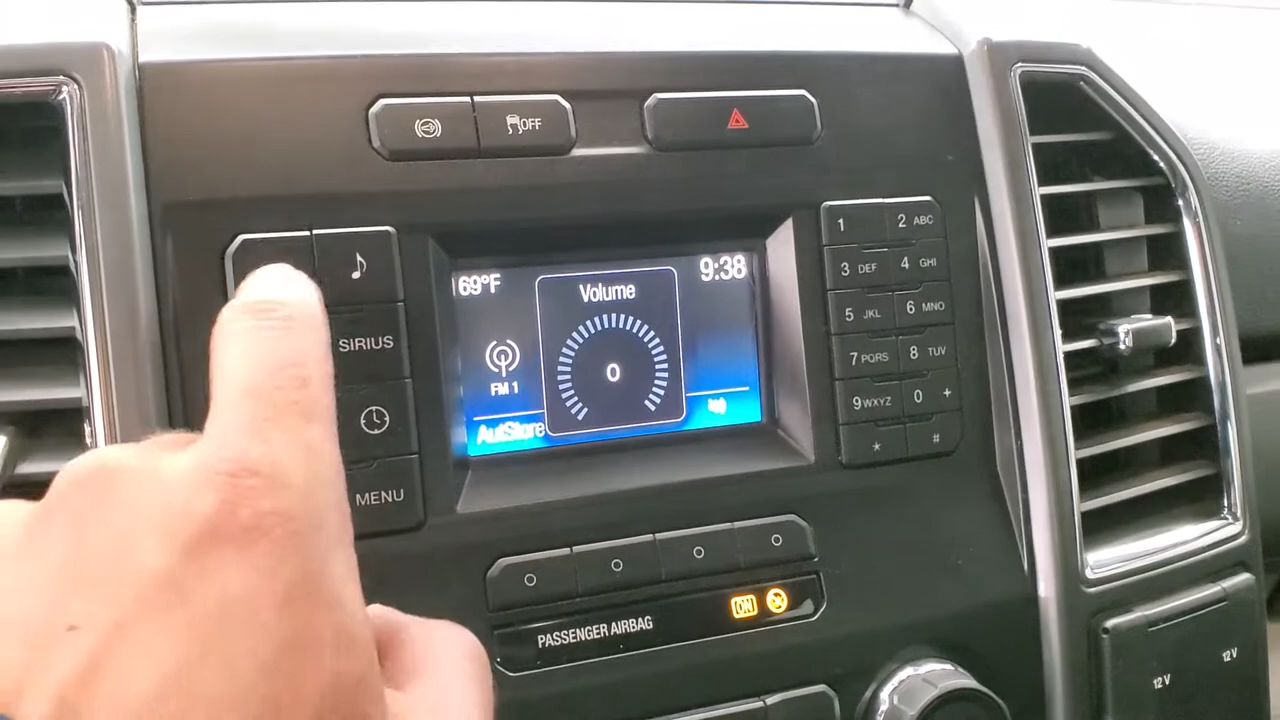 OFF
69°F
9:38
Volume
0
FM 1
AutStore
SIRIUS
MENU
1
2 ABC
3 DEF
4 GHI
5 JKL
6 MNO
7 PQRS
8 TUV
9 WXYZ
0 +
* #
PASSENGER AIRBAG
ON
12V
12V